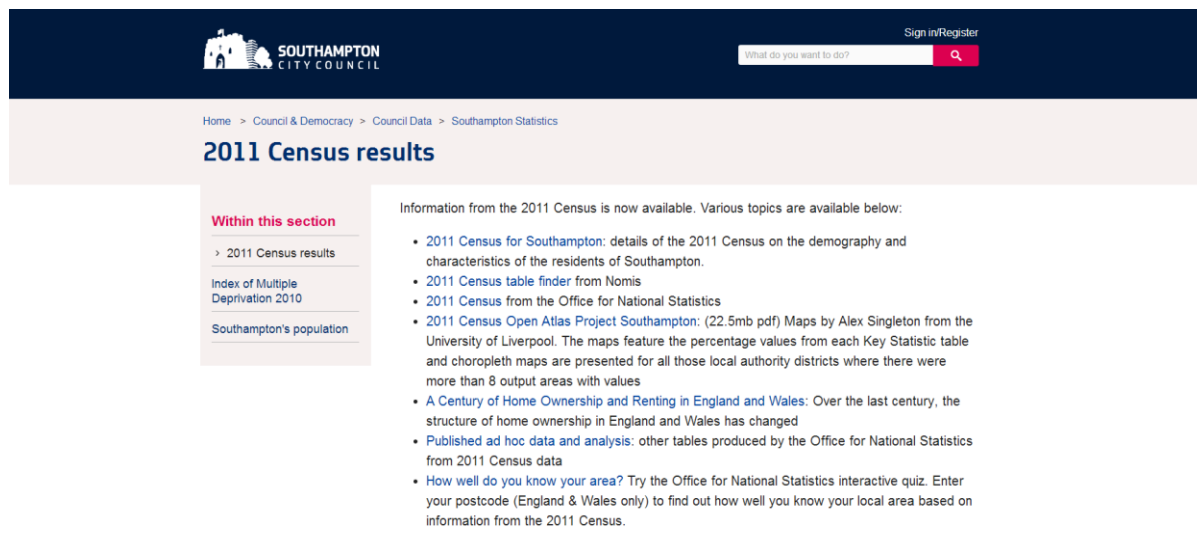 SOUTHAMPTON
CITY COUNCIL
Sign in/Register
What do you want to do?
Home > Council & Democracy > Council Data > Southampton Statistics
2011 Census results
Within this section
› 2011 Census results
Index of Multiple
Deprivation 2010
Southampton's population
Information from the 2011 Census is now available. Various topics are available below:
• 2011 Census for Southampton: details of the 2011 Census on the demography and
characteristics of the residents of Southampton.
• 2011 Census table finder from Nomis
• 2011 Census from the Office for National Statistics
• 2011 Census Open Atlas Project Southampton: (22.5mb pdf) Maps by Alex Singleton from the
University of Liverpool. The maps feature the percentage values from each Key Statistic table
and choropleth maps are presented for all those local authority districts where there were
more than 8 output areas with values
• A Century of Home Ownership and Renting in England and Wales: Over the last century, the
structure of home ownership in England and Wales has changed
• Published ad hoc data and analysis: other tables produced by the Office for National Statistics
from 2011 Census data
• How well do you know your area? Try the Office for National Statistics interactive quiz. Enter
your postcode (England & Wales only) to find out how well you know your local area based on
information from the 2011 Census.